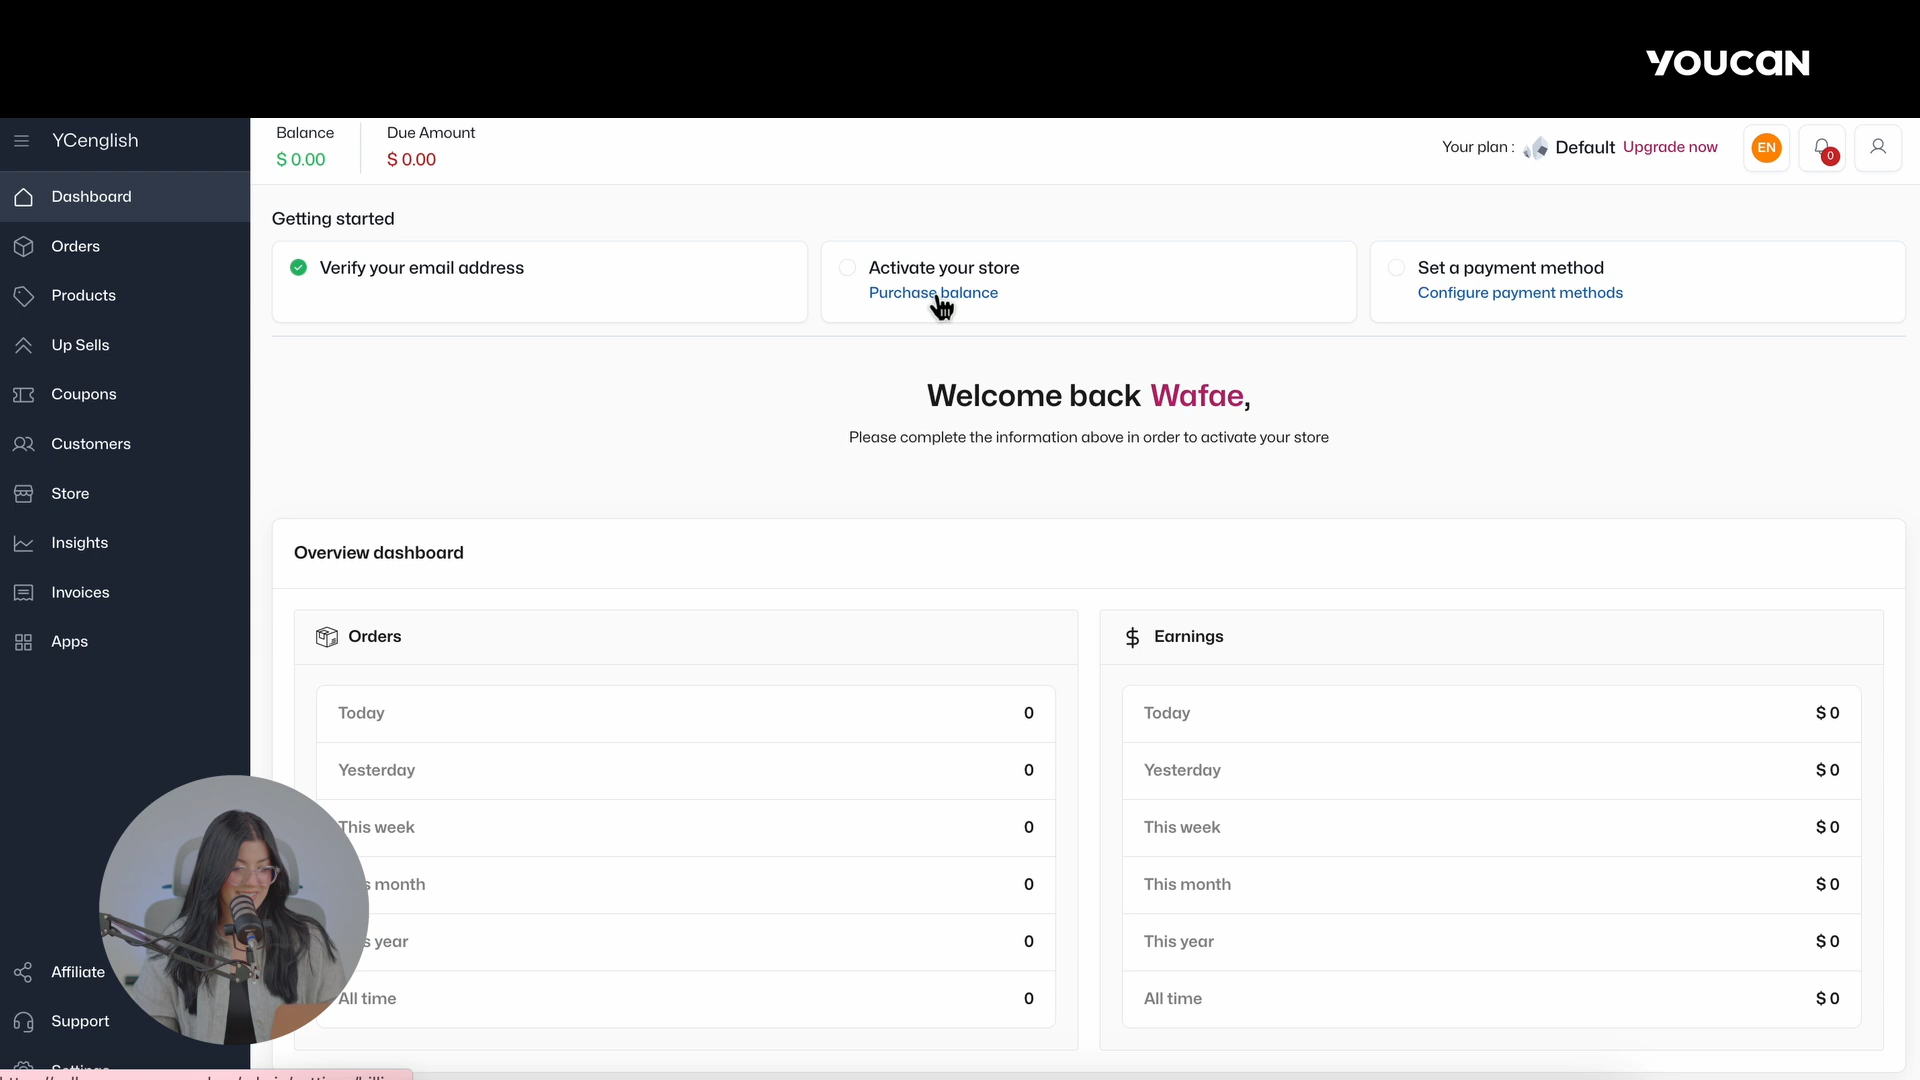 YOUCAN
YCenglish
Balance
$ 0.00
Due Amount
$ 0.00
Your plan :
Default
Upgrade now
EN
0
Dashboard
Orders
Products
Up Sells
Coupons
Customers
Store
Insights
Invoices
Apps
Affiliate
Support
Settings
Getting started
Verify your email address
Activate your store
Purchase balance
Set a payment method
Configure payment methods
Welcome back Wafae,
Please complete the information above in order to activate your store
Overview dashboard
Orders
Today 0
Yesterday 0
This week 0
month 0
year 0
All time 0
Earnings
Today $ 0
Yesterday $ 0
This week $ 0
This month $ 0
This year $ 0
All time $ 0